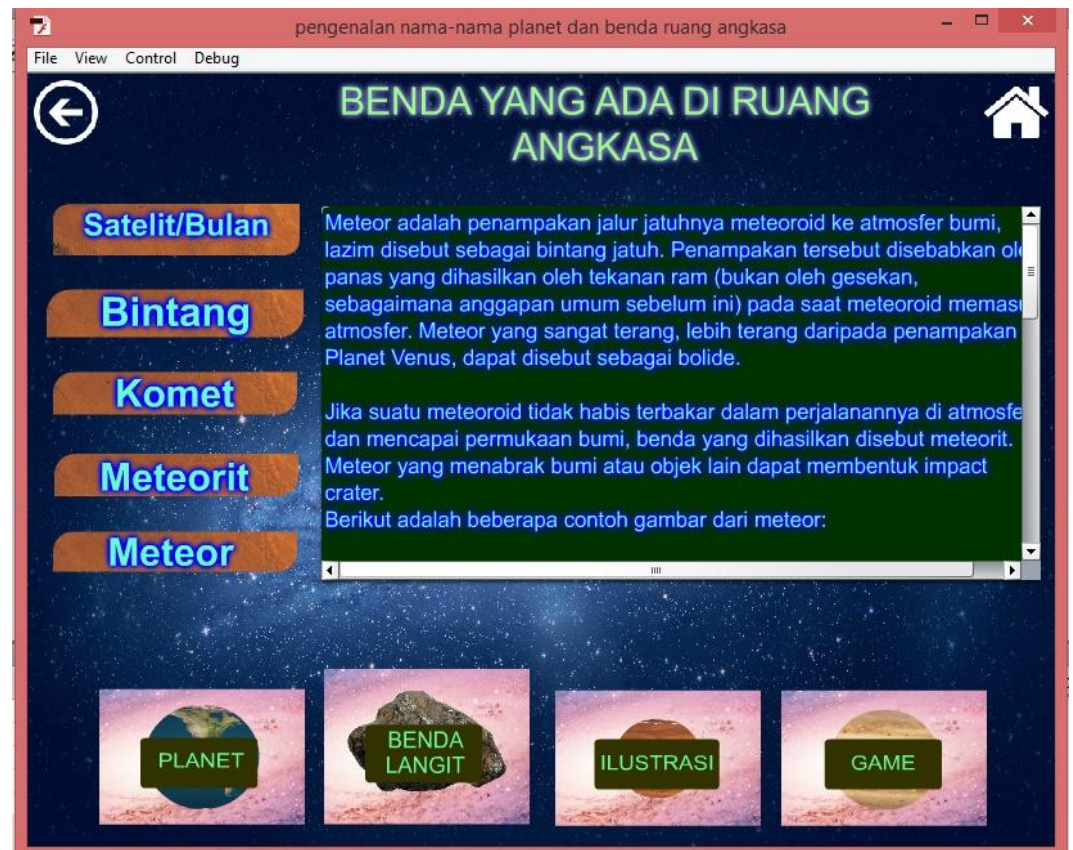 pengenalan nama-nama planet dan benda ruang angkasa
File View Control Debug
BENDA YANG ADA DI RUANG
ANGKASA
Satelit/Bulan
Bintang
Komet
Meteorit
Meteor
Meteor adalah penampakan jalur jatuhnya meteoroid ke atmosfer bumi,
lazim disebut sebagai bintang jatuh. Penampakan tersebut disebabkan ole
panas yang dihasilkan oleh tekanan ram (bukan oleh gesekan,
sebagaimana anggapan umum sebelum ini) pada saat meteoroid memasu
atmosfer. Meteor yang sangat terang, lebih terang daripada penampakan
Planet Venus, dapat disebut sebagai bolide.
Jika suatu meteoroid tidak habis terbakar dalam perjalanannya di atmosfe
dan mencapai permukaan bumi, benda yang dihasilkan disebut meteorit.
Meteor yang menabrak bumi atau objek lain dapat membentuk impact
crater.
Berikut adalah beberapa contoh gambar dari meteor:
PLANET
BENDA
LANGIT
ILUSTRASI
GAME